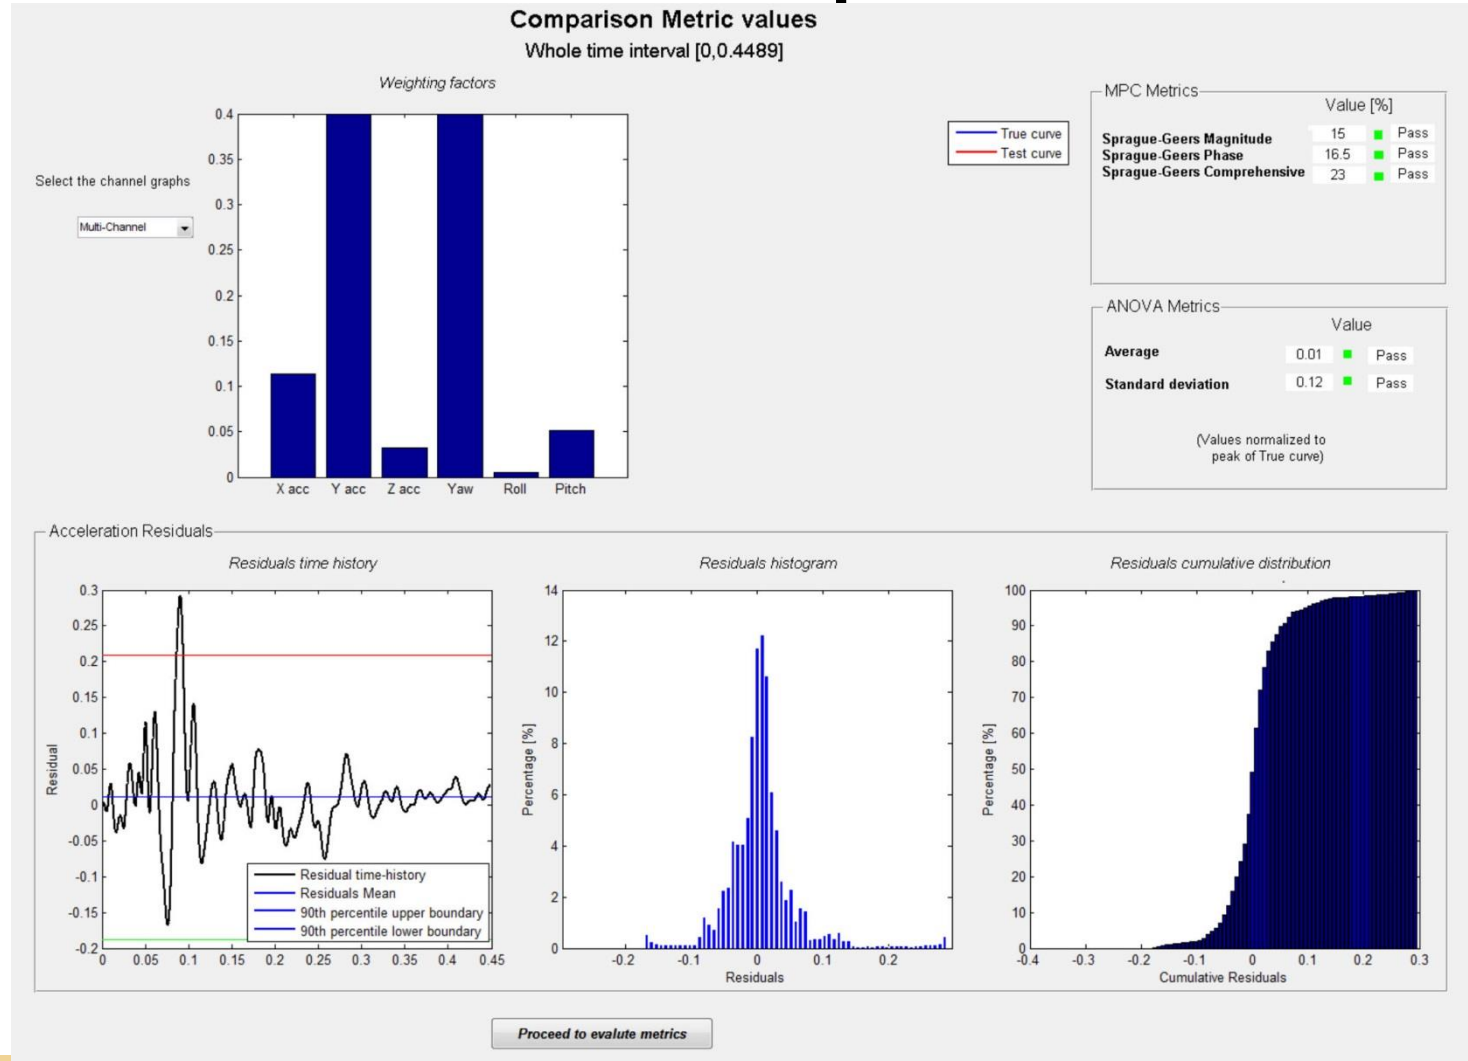 Comparison Metric values
Whole time interval [0,0.4489]
Weighting factors
Select the channel graphs
Multi-Channel
0.4
0.35
0.3
0.25
0.2
0.15
0.1
0.05
0
X acc Y acc Z acc Yaw Roll Pitch
True curve
Test curve
MPC Metrics
Value [%]
Sprague-Geers Magnitude 15 Pass
Sprague-Geers Phase 16.5 Pass
Sprague-Geers Comprehensive 23 Pass
ANOVA Metrics
Value
Average 0.01 Pass
Standard deviation 0.12 Pass
(Values normalized to
peak of True curve)
Acceleration Residuals
Residuals time history
Residual
0.3
0.25
0.2
0.15
0.1
0.05
0
-0.05
-0.1
-0.15
-0.2
0 0.05 0.1 0.15 0.2 0.25 0.3 0.35 0.4 0.45
Residual time-history
Residuals Mean
90th percentile upper boundary
90th percentile lower boundary
Residuals histogram
Percentage [%]
14
12
10
8
6
4
2
0
-0.2 -0.1 0 0.1 0.2
Residuals
Residuals cumulative distribution
Percentage [%]
100
90
80
70
60
50
40
30
20
10
0
-0.4 -0.3 -0.2 -0.1 0 0.1 0.2 0.3
Cumulative Residuals
Proceed to evalute metrics